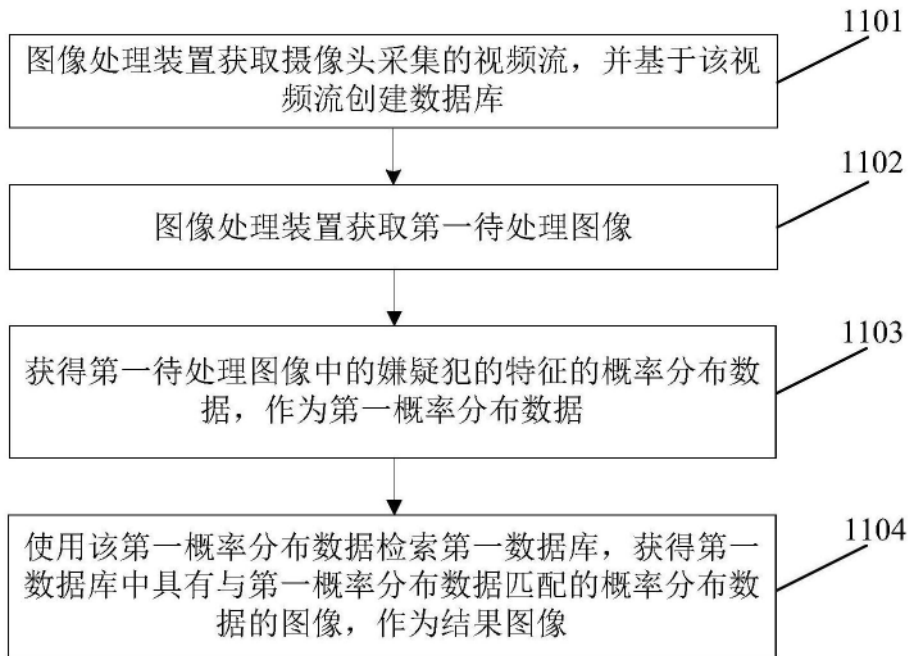 1101
图像处理装置获取摄像头采集的视频流，并基于该视
频流创建数据库
1102
图像处理装置获取第一待处理图像
1103
获得第一待处理图像中的嫌疑犯的特征的概率分布数
据，作为第一概率分布数据
1104
使用该第一概率分布数据检索第一数据库，获得第一
数据库中具有与第一概率分布数据匹配的概率分布数
据的图像，作为结果图像